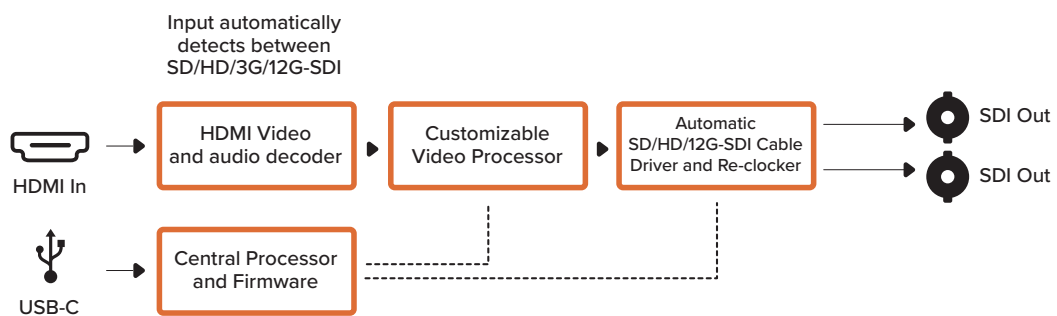 Input automatically
detects between
SD/HD/3G/12G-SDI
HDMI In
HDMI Video
and audio decoder
Customizable
Video Processor
Automatic
SD/HD/12G-SDI Cable
Driver and Re-clocker
SDI Out
SDI Out
USB-C
Central Processor
and Firmware